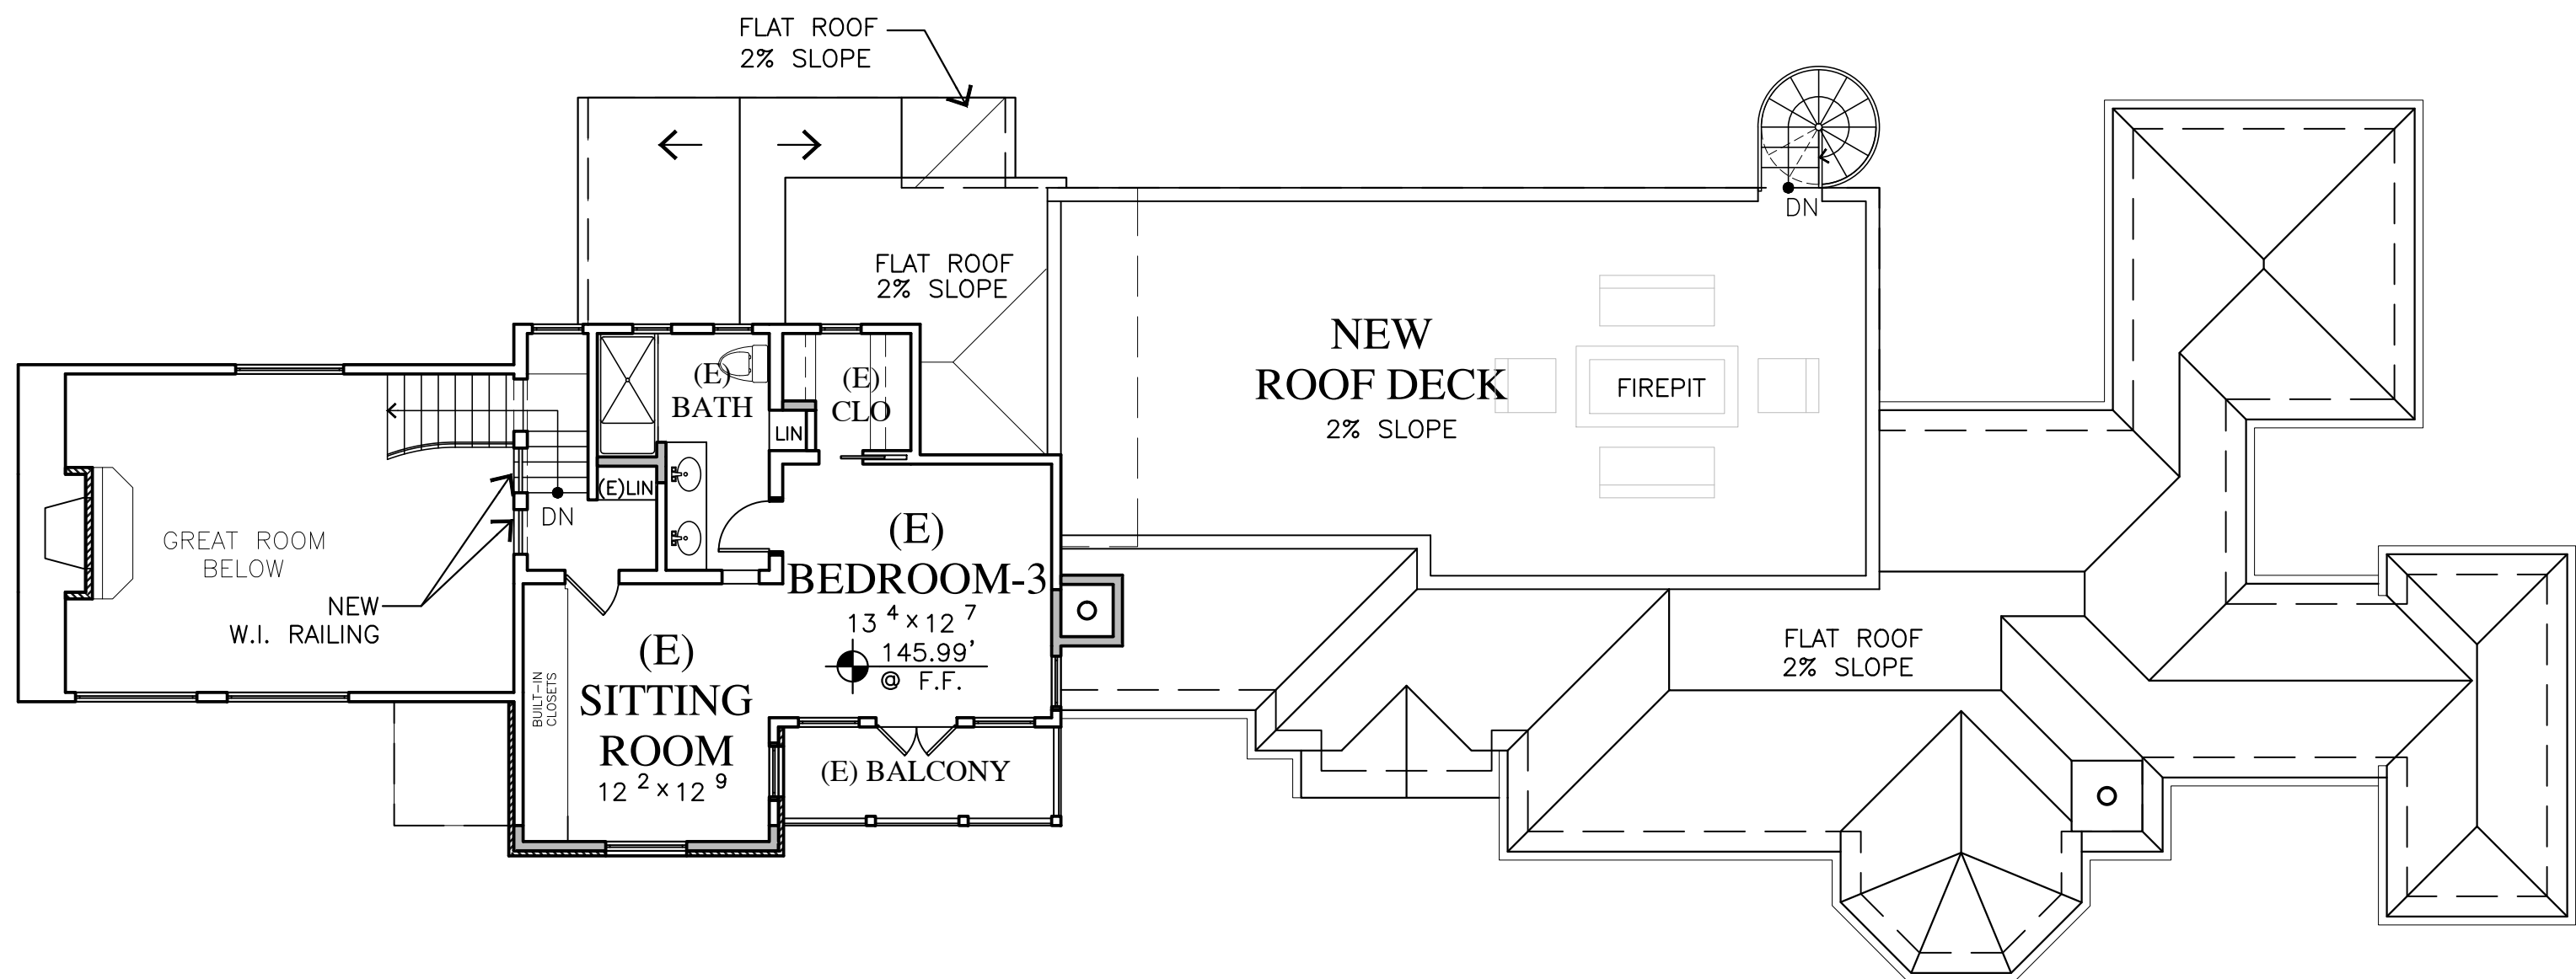 FLAT ROOF
2% SLOPE
DN
FLAT ROOF
2% SLOPE
NEW
ROOF DECK
2% SLOPE
FIREPIT
(E)
BATH
(E)
CLO
LIN
(E)LIN
DN
GREAT ROOM
BELOW
NEW
W.I. RAILING
(E)
BEDROOM-3
13 4 x 12 7
145.99'
@ F.F.
(E)
SITTING
ROOM
12 2 x 12 9
BUILT-IN
CLOSETS
(E) BALCONY
FLAT ROOF
2% SLOPE